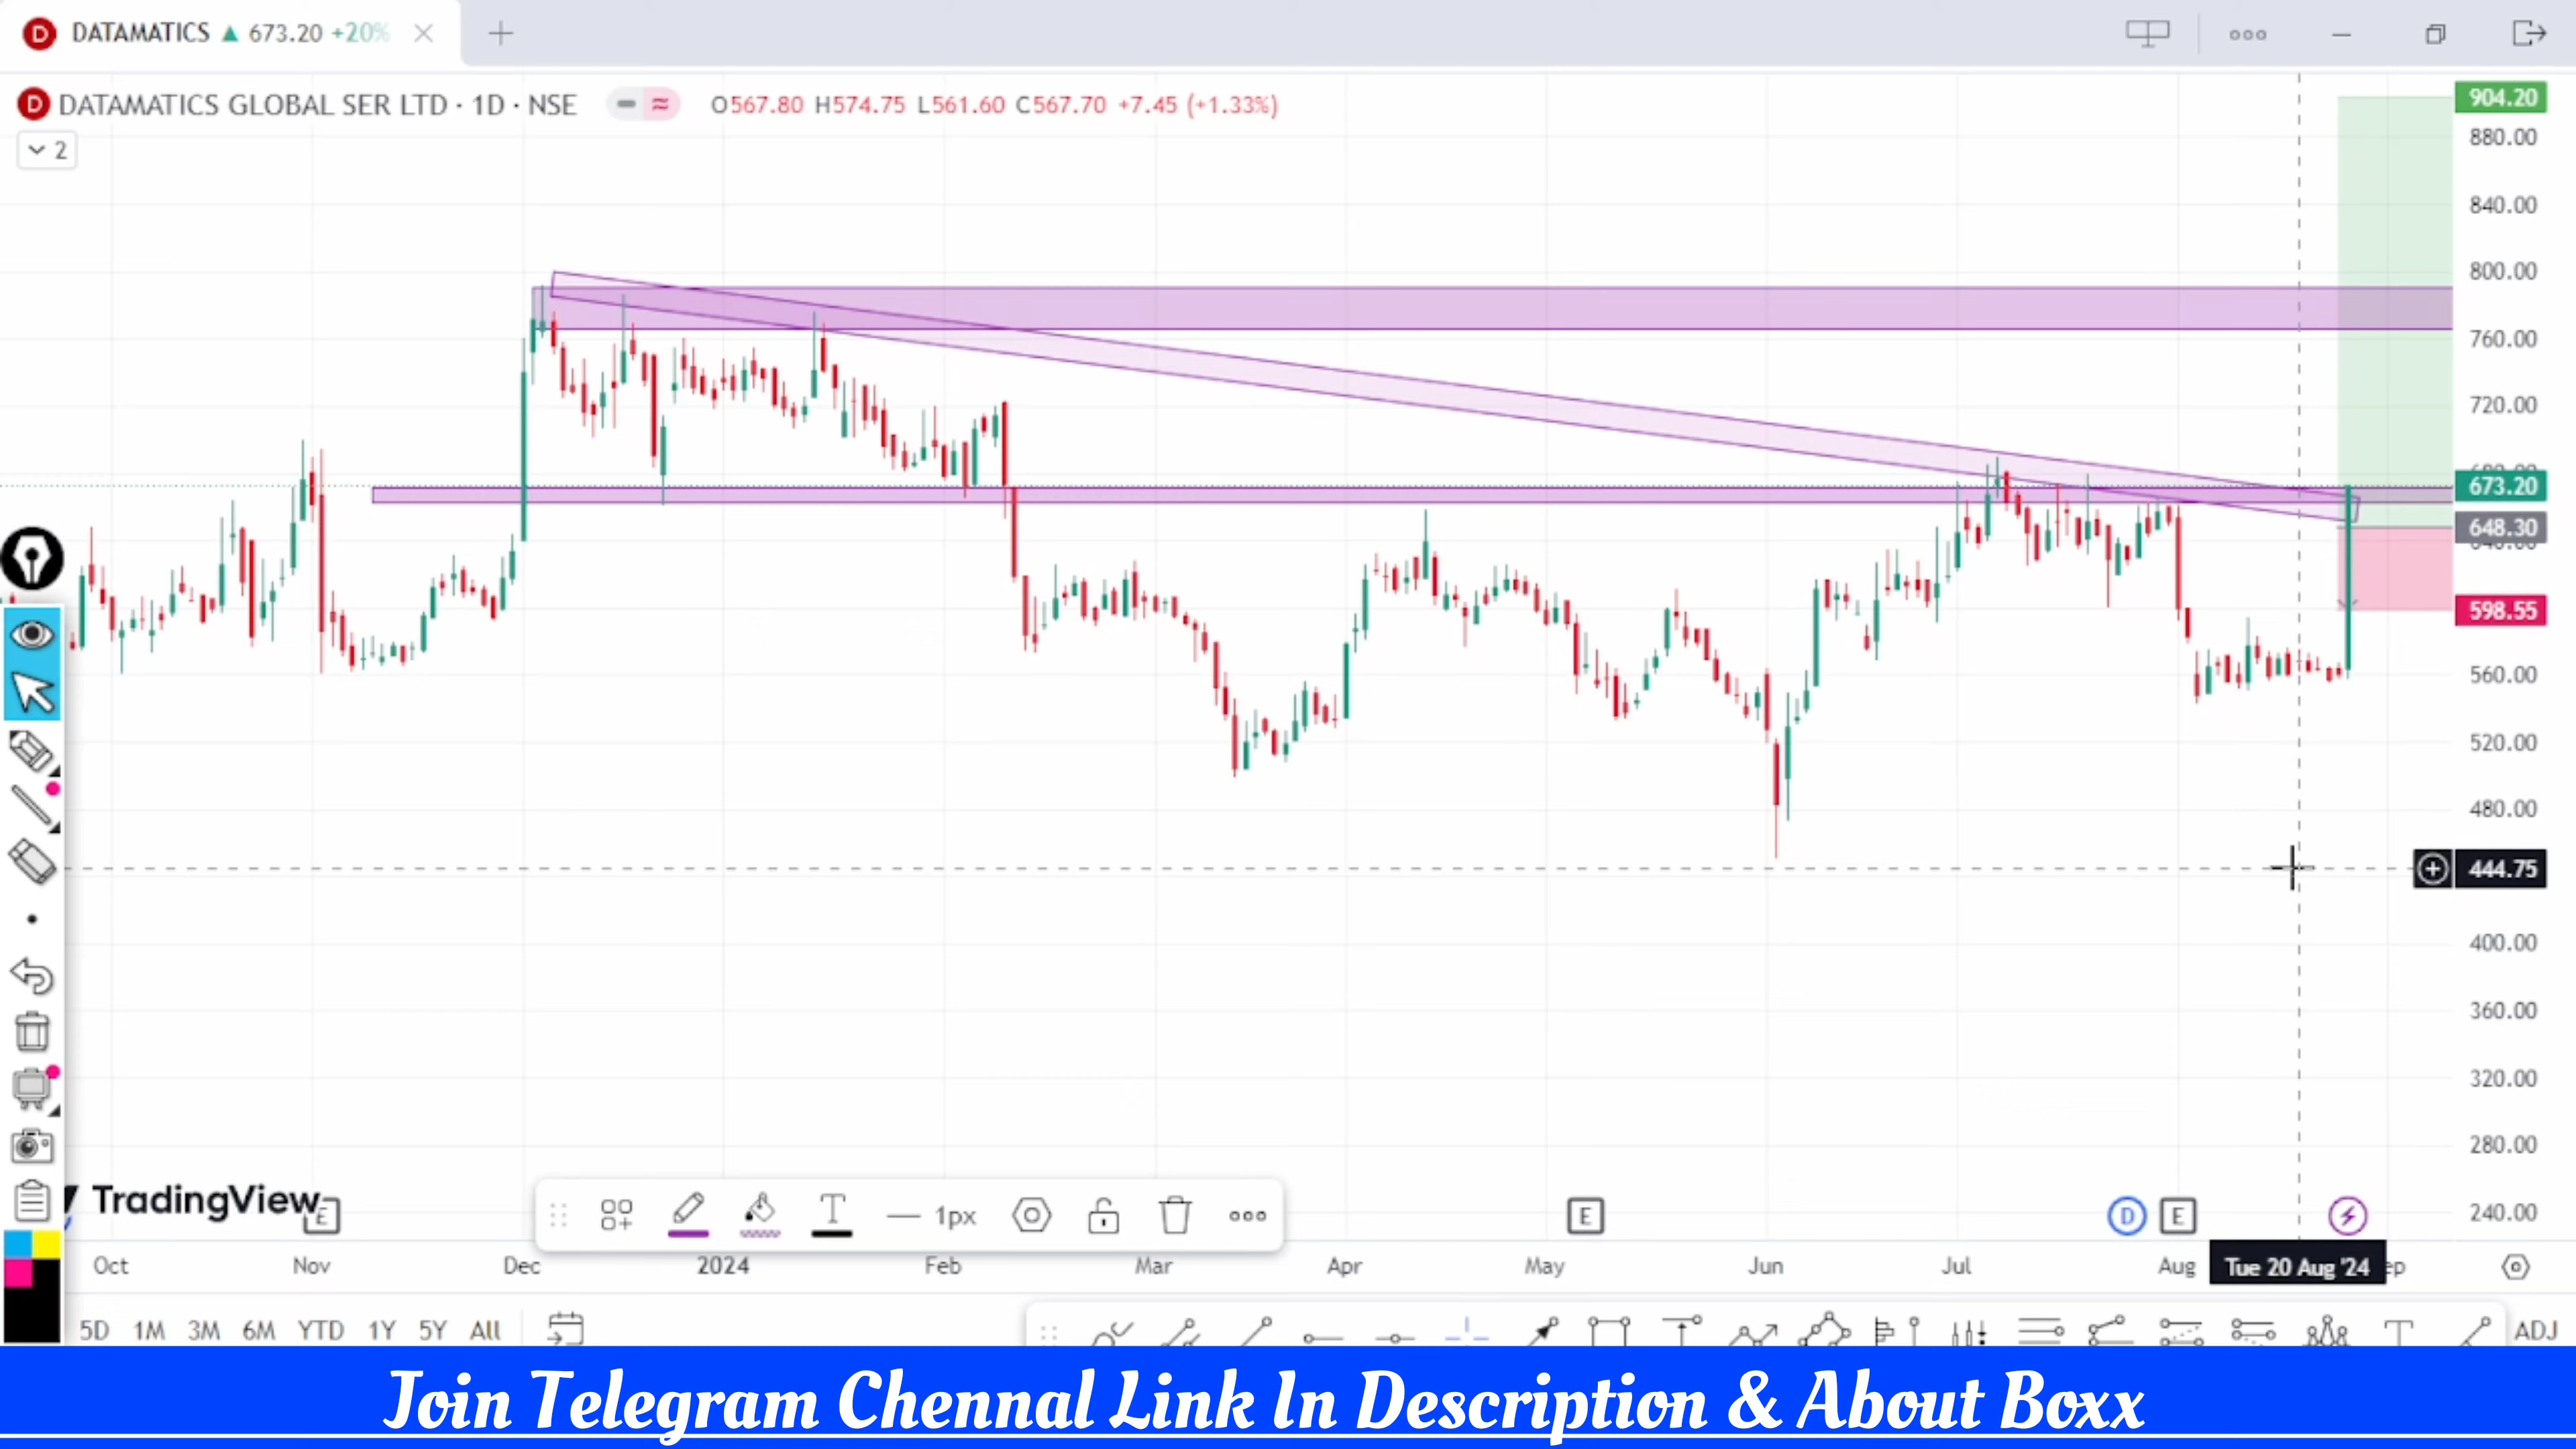 D DATAMATICS ▲ 673.20 +20%
D DATAMATICS GLOBAL SER LTD · 1D · NSE O567.80 H574.75 L561.60 C567.70 +7.45 (+1.33%)
2
904.20
880.00
840.00
800.00
760.00
720.00
673.20
648.30
598.55
560.00
520.00
480.00
444.75
400.00
360.00
320.00
280.00
240.00
TradingView
E
1px
E
D
E
Oct Nov Dec 2024 Feb Mar Apr May Jun Jul Aug Tue 20 Aug '24 ep
5D 1M 3M 6M YTD 1Y 5Y All
ADJ
Join Telegram Chennal Link In Description & About Boxx